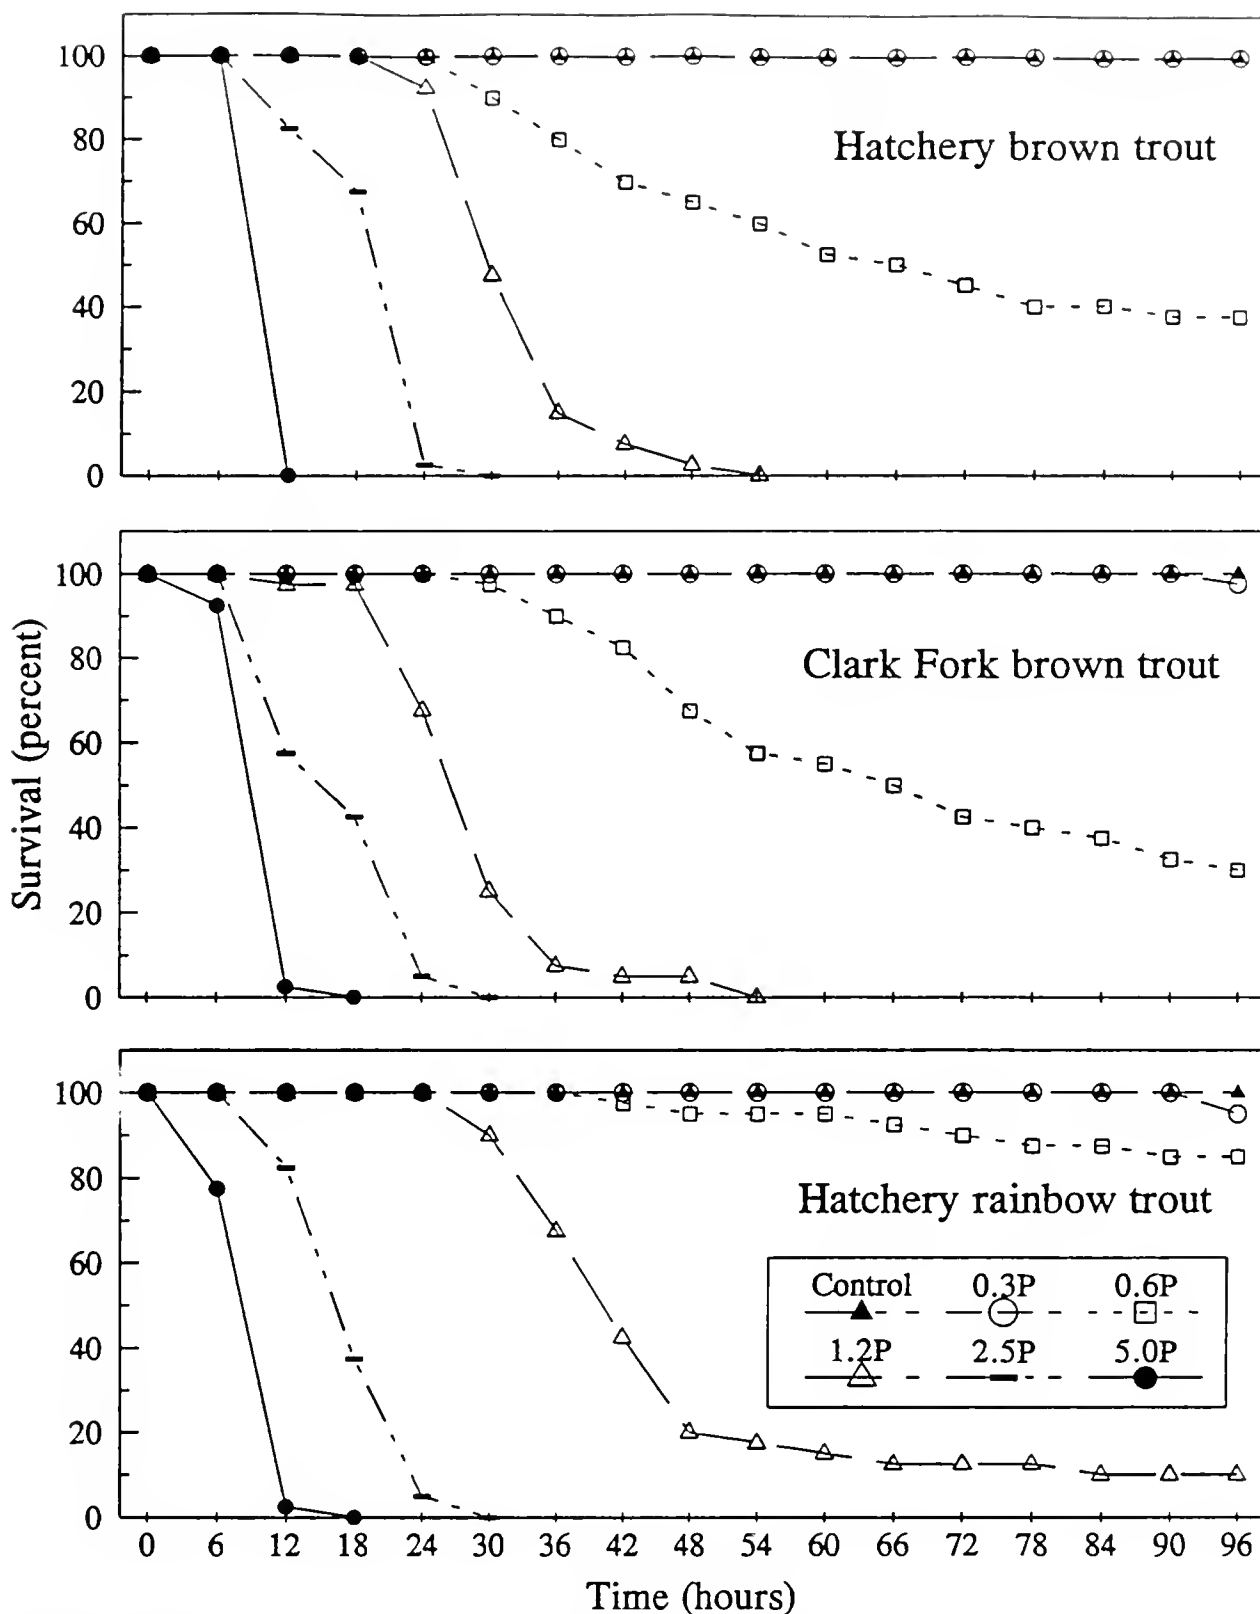 100
80
60
40
20
0
Hatchery brown trout
Survival (percent)
100
80
60
40
20
0
Clark Fork brown trout
100
80
60
40
20
0
Hatchery rainbow trout
Control 0.3P 0.6P
1.2P 2.5P 5.0P
0 6 12 18 24 30 36 42 48 54 60 66 72 78 84 90 96
Time (hours)